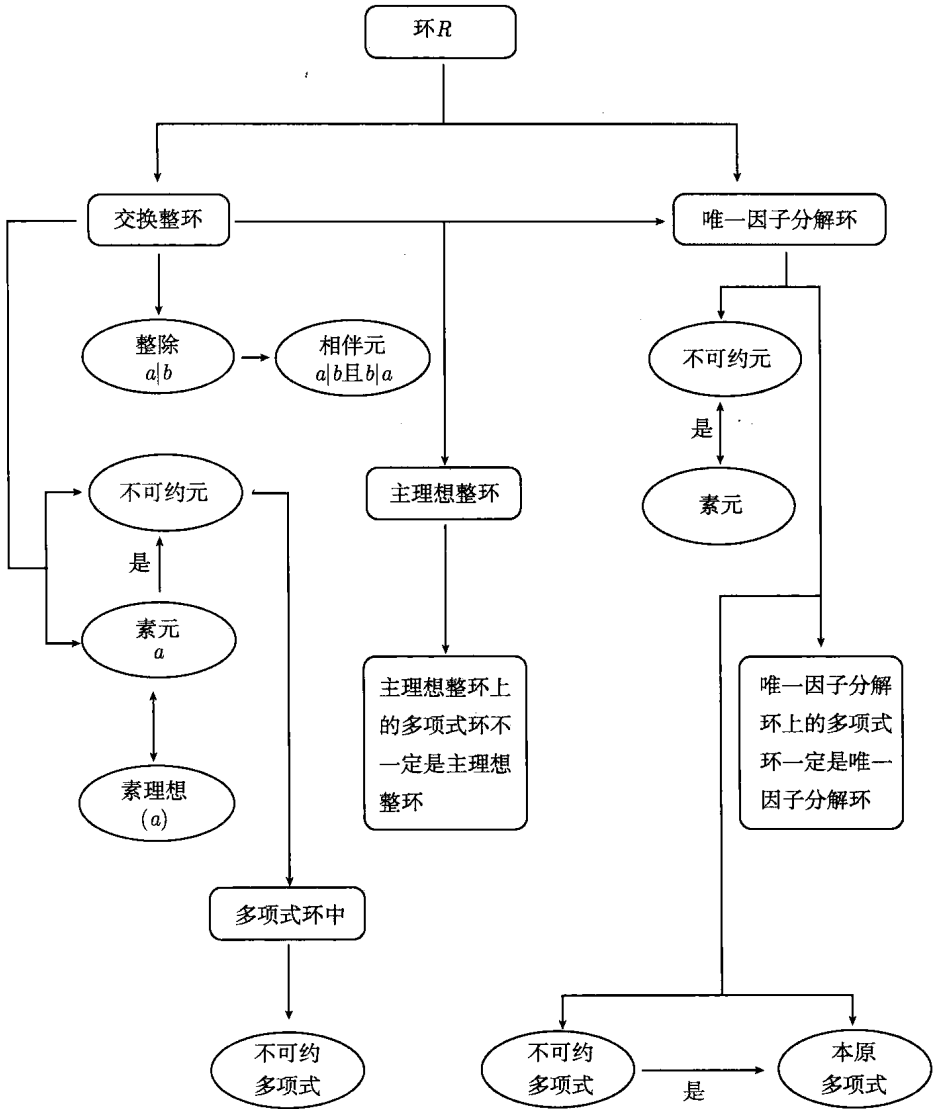 环R
交换整环
唯一因子分解环
整除
a|b
相伴元
a|b且b|a
不可约元
是
素元
不可约元
主理想整环
是
素元
a
主理想整环上
的多项式环不
一定是主理想
整环
唯一因子分解
环上的多项式
环一定是唯一
因子分解环
素理想
(a)
多项式环中
不可约
多项式
不可约
多项式
是
本原
多项式